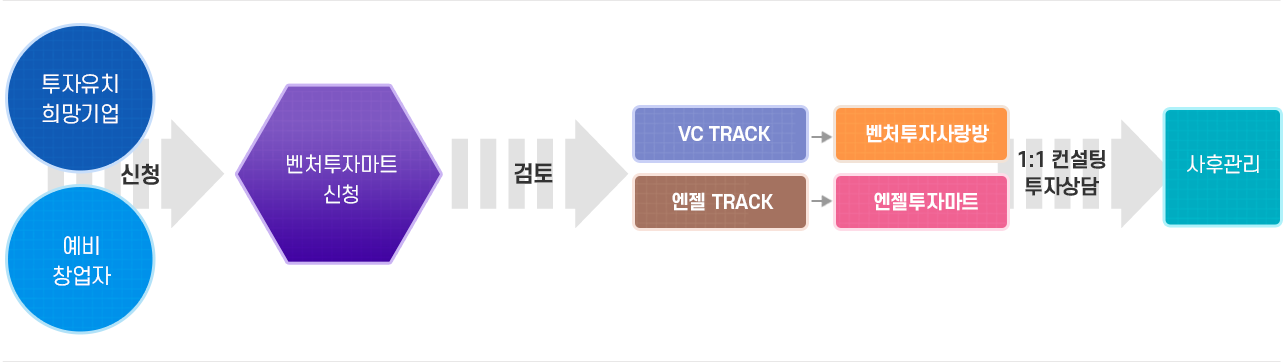 투자유치
희망기업
예비
창업자
신청
벤처투자마트
신청
검토
VC TRACK
벤처투자사랑방
엔젤 TRACK
엔젤투자마트
1:1 컨설팅
투자상담
사후관리